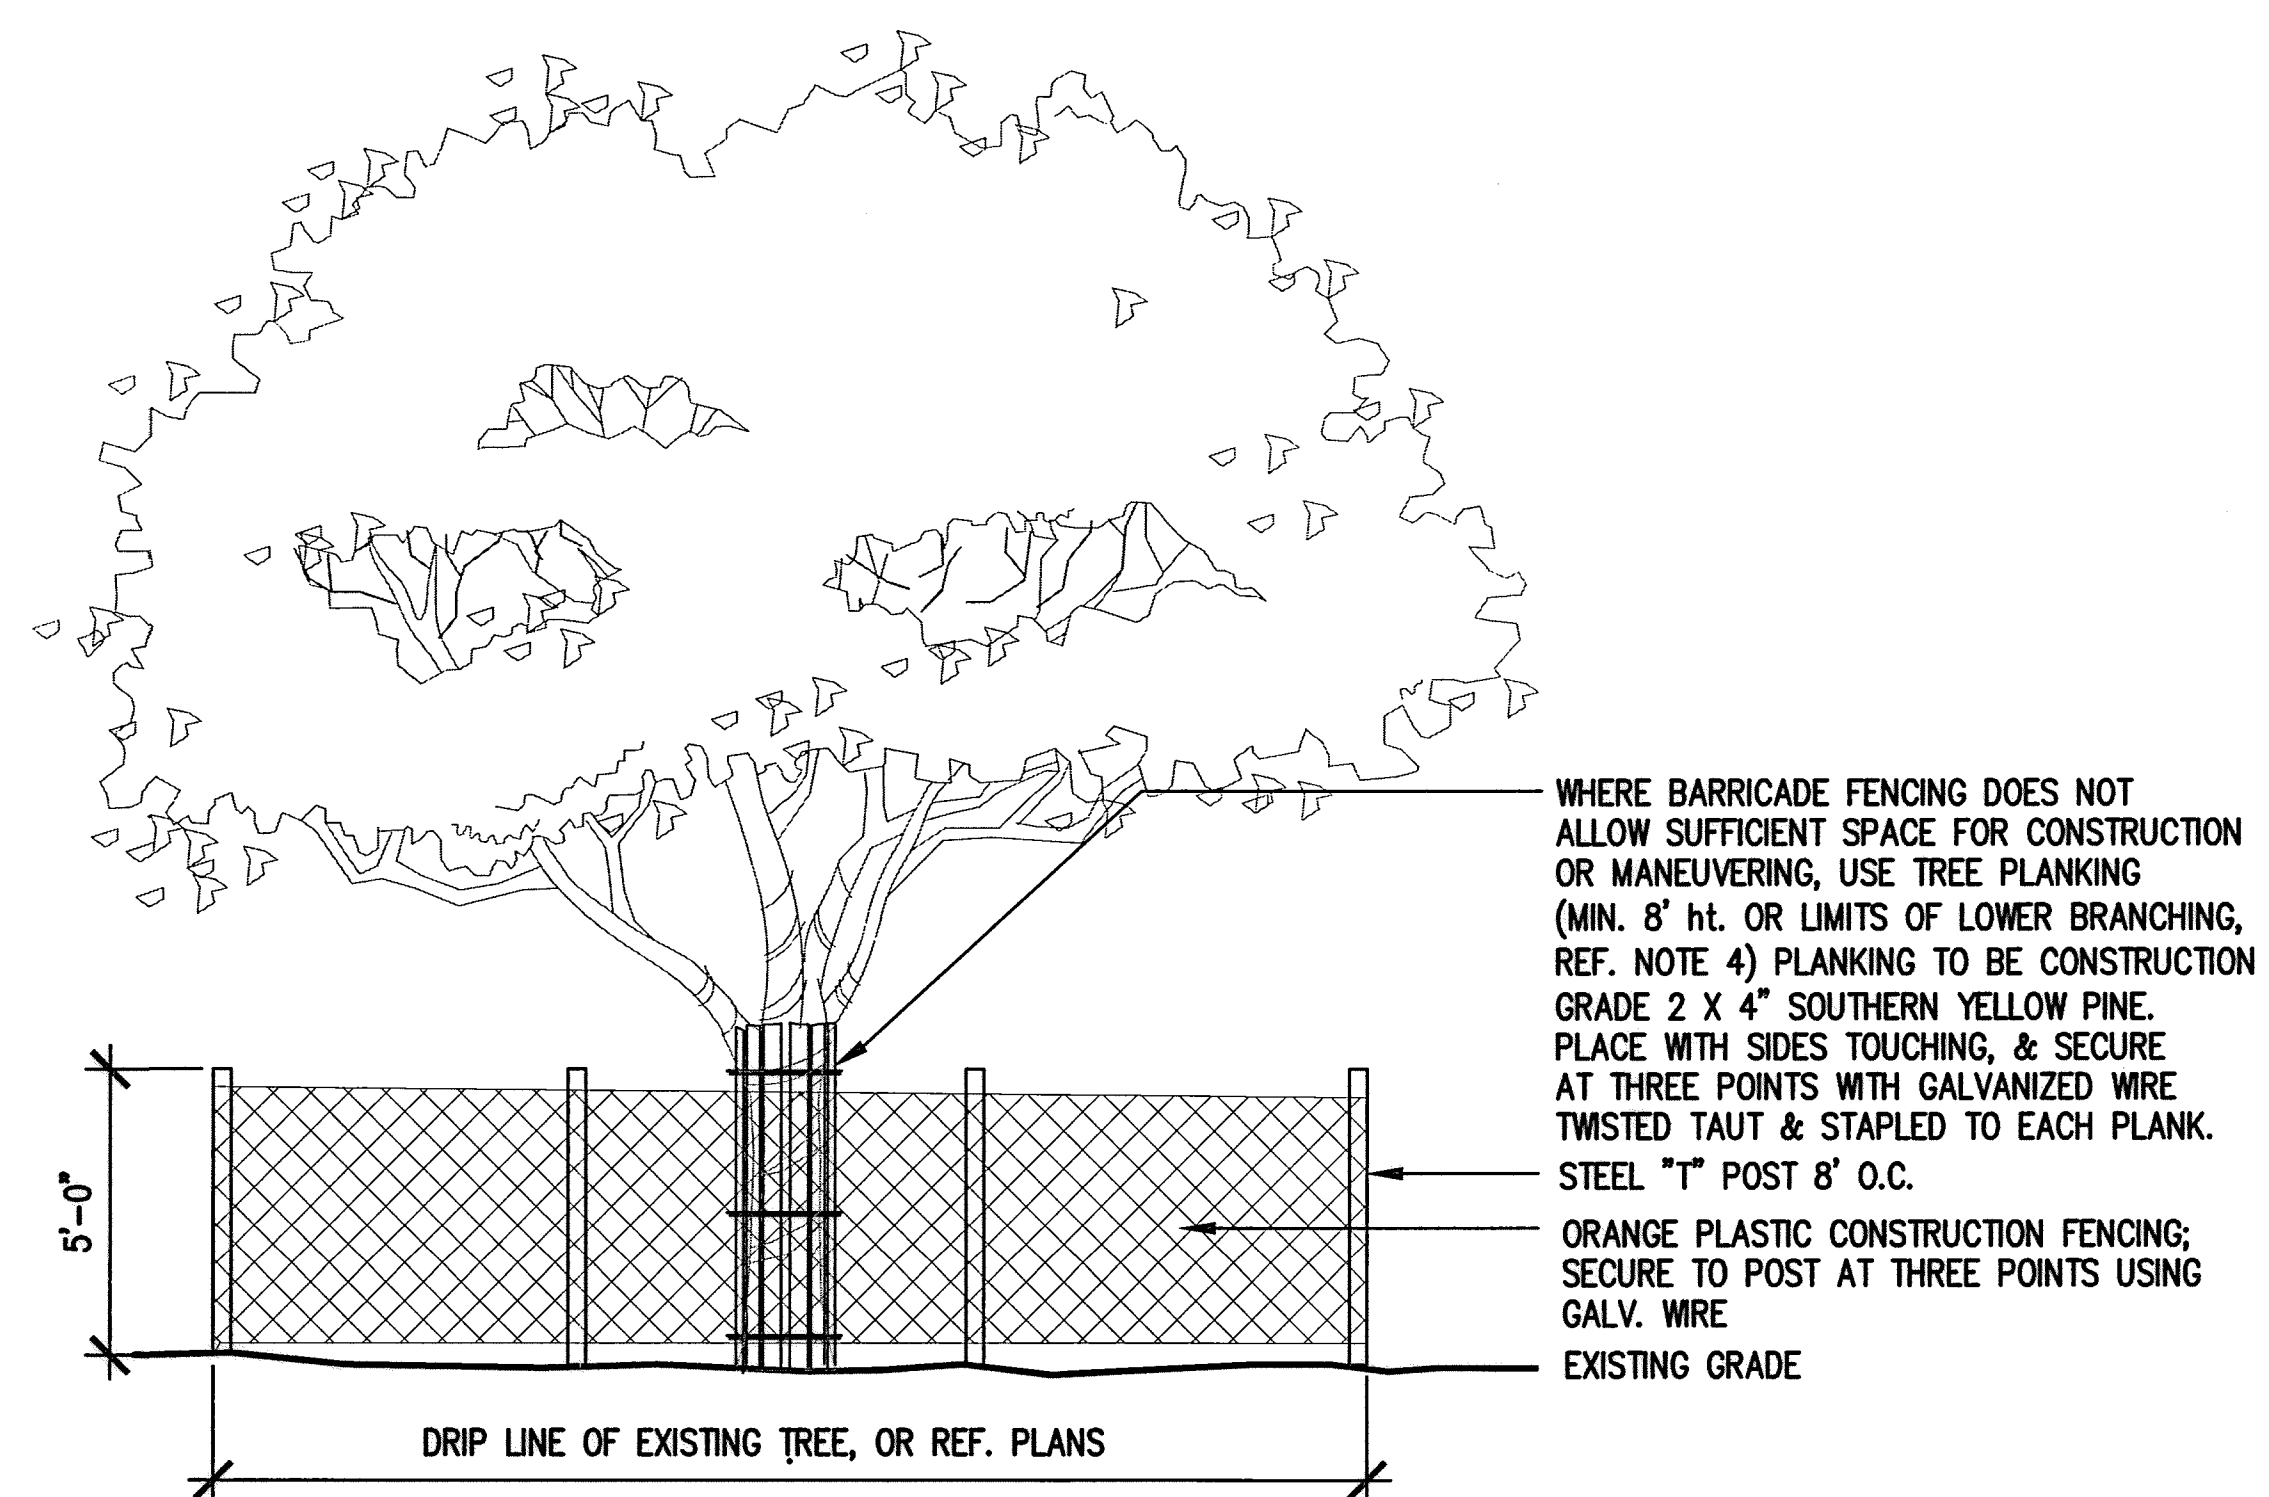 WHERE BARRICADE FENCING DOES NOT
ALLOW SUFFICIENT SPACE FOR CONSTRUCTION
OR MANEUVERING, USE TREE PLANKING
(MIN. 8' ht. OR LIMITS OF LOWER BRANCHING,
REF. NOTE 4) PLANKING TO BE CONSTRUCTION
GRADE 2 X 4" SOUTHERN YELLOW PINE.
PLACE WITH SIDES TOUCHING, & SECURE
AT THREE POINTS WITH GALVANIZED WIRE
TWISTED TAUT & STAPLED TO EACH PLANK.
STEEL "T" POST 8' O.C.
ORANGE PLASTIC CONSTRUCTION FENCING;
SECURE TO POST AT THREE POINTS USING
GALV. WIRE
EXISTING GRADE
5'-0"
DRIP LINE OF EXISTING TREE, OR REF. PLANS